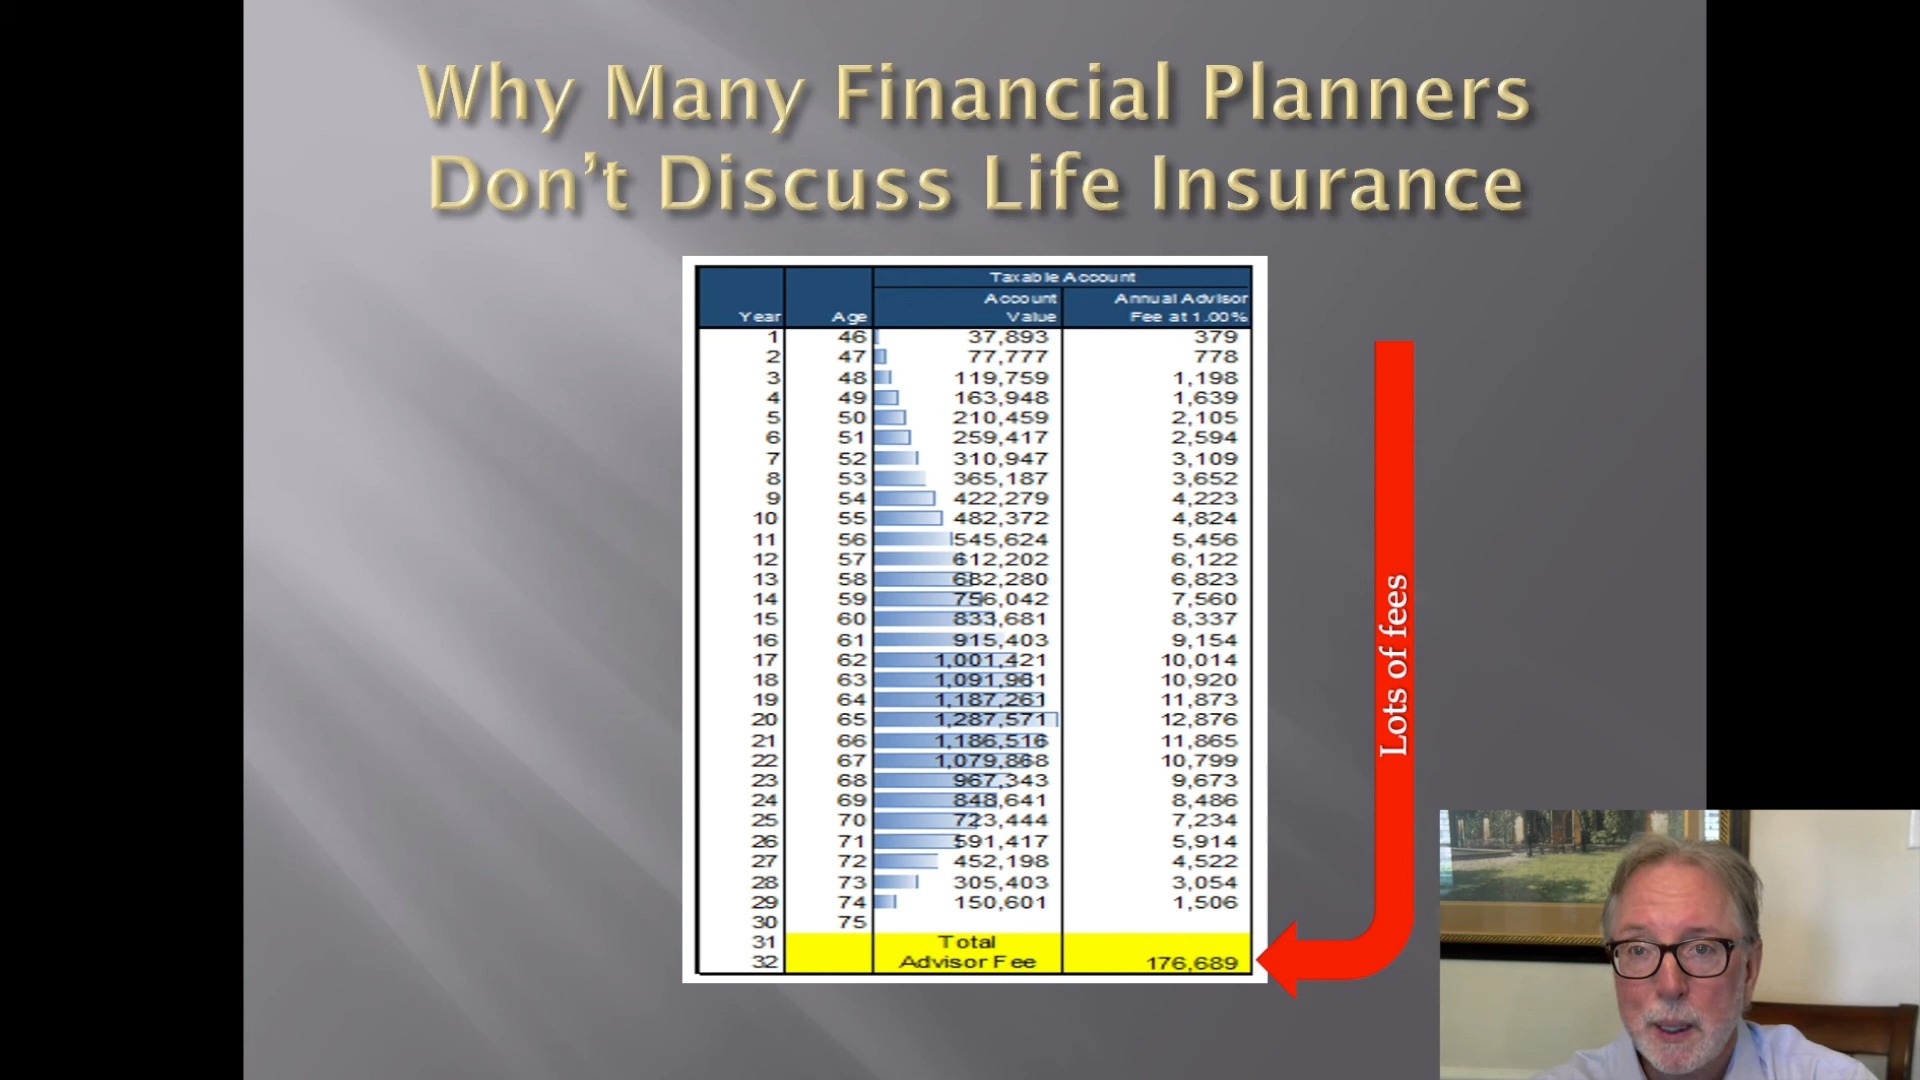 Why Many Financial Planners
Don't Discuss Life Insurance
Taxable Account
Year Age Account Value Annual Advisor Fee at 1.00%
1 46 37,893 379
2 47 77,777 778
3 48 119,759 1,198
4 49 163,948 1,639
5 50 210,459 2,105
6 51 259,417 2,594
7 52 310,947 3,109
8 53 365,187 3,652
9 54 422,279 4,223
10 55 482,372 4,824
11 56 545,624 5,456
12 57 612,202 6,122
13 58 682,280 6,823
14 59 756,042 7,560
15 60 833,681 8,337
16 61 915,403 9,154
17 62 1,001,421 10,014
18 63 1,091,961 10,920
19 64 1,187,261 11,873
20 65 1,287,571 12,876
21 66 1,186,516 11,865
22 67 1,079,868 10,799
23 68 967,343 9,673
24 69 848,641 8,486
25 70 723,444 7,234
26 71 591,417 5,914
27 72 452,198 4,522
28 73 305,403 3,054
29 74 150,601 1,506
30 75
31 Total
32 Advisor Fee 176,689
Lots of fees